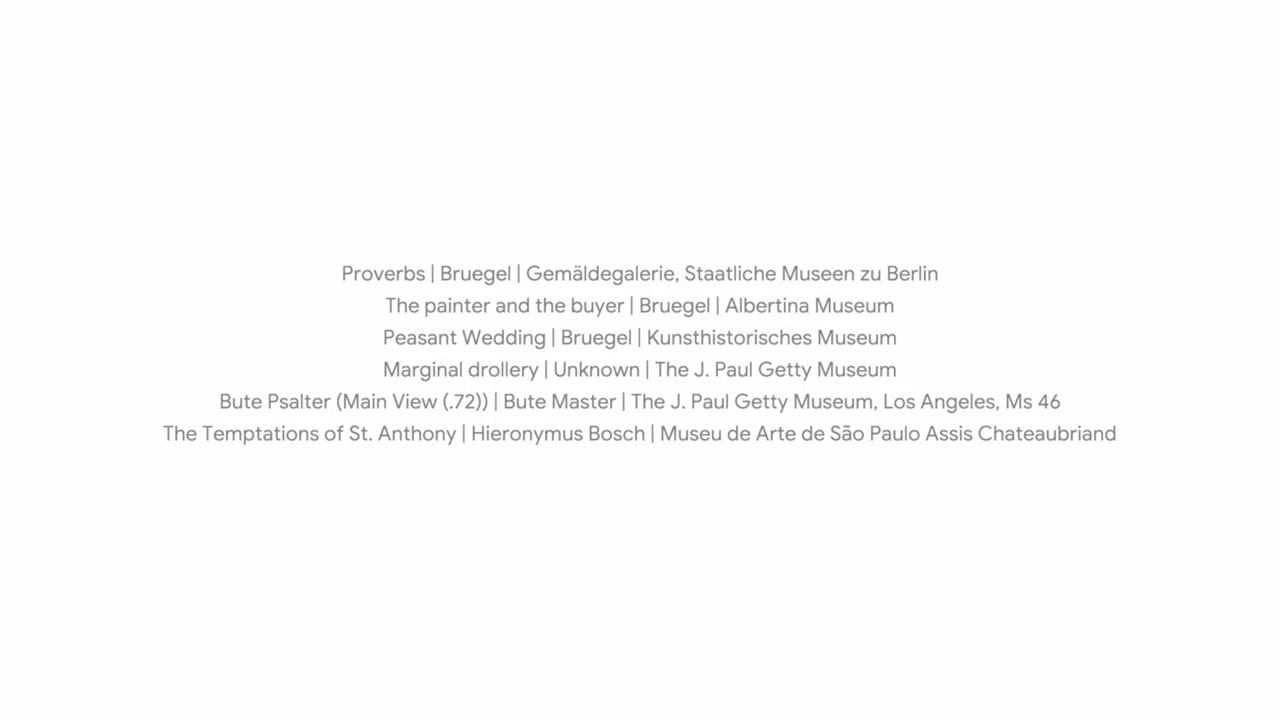 Proverbs | Bruegel | Gemäldegalerie, Staatliche Museen zu Berlin
The painter and the buyer | Bruegel | Albertina Museum
Peasant Wedding | Bruegel | Kunsthistorisches Museum
Marginal drollery | Unknown | The J. Paul Getty Museum
Bute Psalter (Main View (.72)) | Bute Master | The J. Paul Getty Museum, Los Angeles, Ms 46
The Temptations of St. Anthony | Hieronymus Bosch | Museu de Arte de São Paulo Assis Chateaubriand